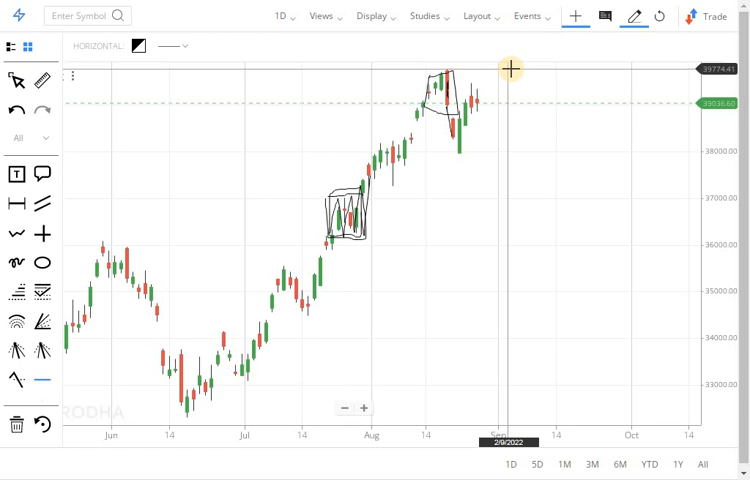 Enter Symbol
1D Views Display Studies Layout Events Trade
HORIZONTAL:
39774.41
39036.60
All
38000.00
37000.00
36000.00
35000.00
34000.00
33000.00
RODHA
Jun 14 Jul 14 Aug 14 Sep 14 Oct 14
2/9/2022
1D 5D 1M 3M 6M YTD 1Y All